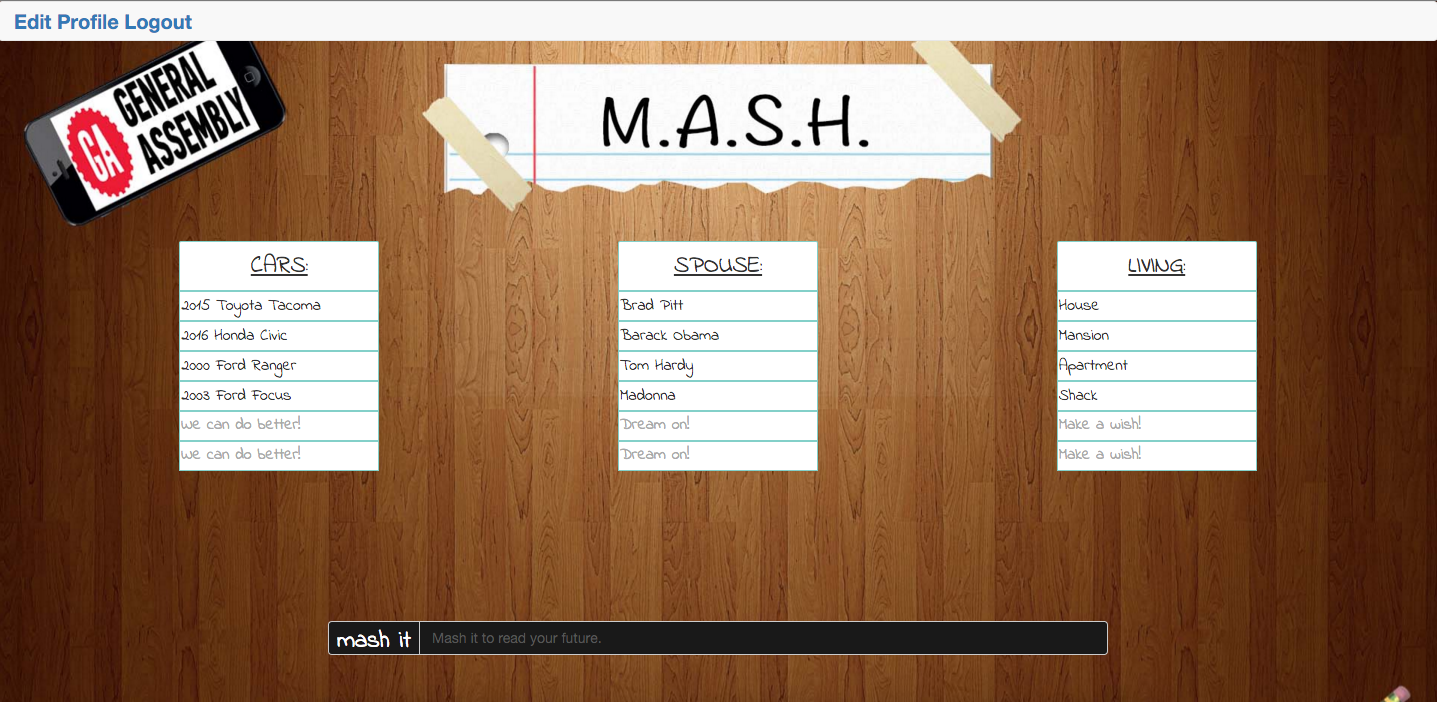 Edit Profile Logout
GENERAL
ASSEMBLY
GA
M.A.S.H.
CARS:
2015 Toyota Tacoma
2016 Honda Civic
2000 Ford Ranger
2003 Ford Focus
We can do better!
We can do better!
SPOUSE:
Brad Pitt
Barack Obama
Tom Hardy
Madonna
Dream on!
Dream on!
LIVING:
House
Mansion
Apartment
Shack
Make a wish!
Make a wish!
mash it
Mash it to read your future.